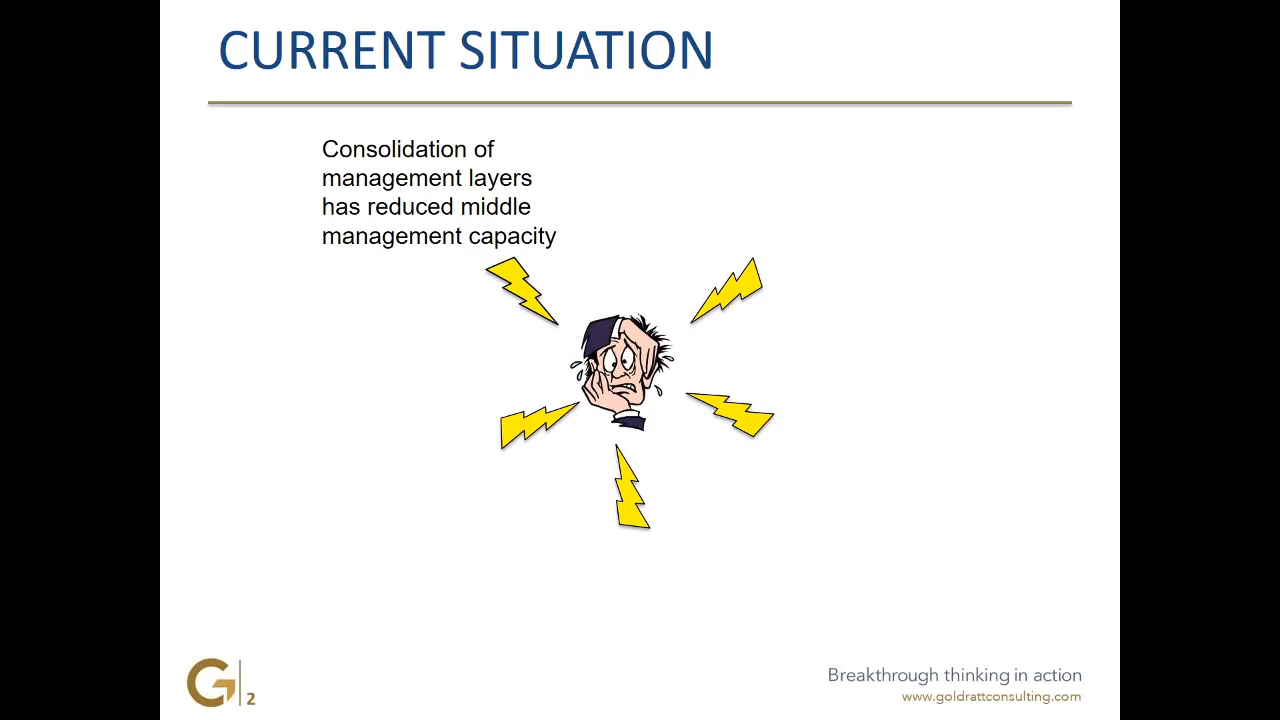 CURRENT SITUATION
Consolidation of
management layers
has reduced middle
management capacity
G
2
Breakthrough thinking in action
www.goldrattconsulting.com